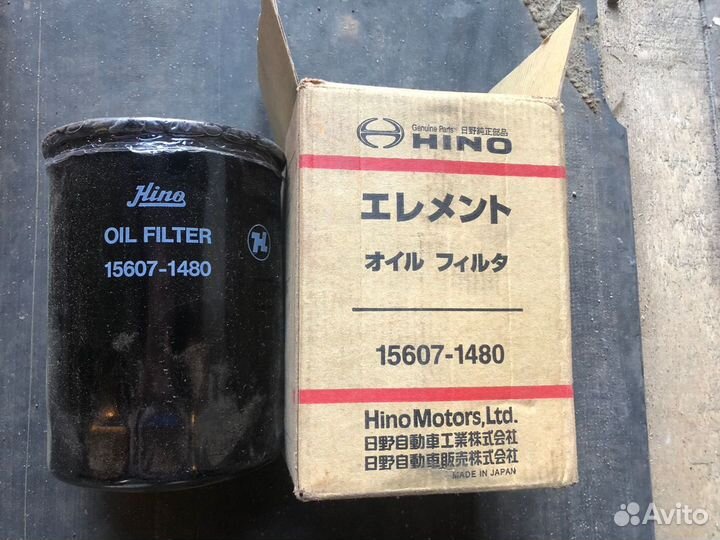 Hino
OIL FILTER
15607-1480
Genuine Parts 日野純正部品
HINO
エレメント
オイル フィルタ
15607-1480
Hino Motors, Ltd.
日野自動車工業株式会社
日野自動車販売株式会社
MADE IN JAPAN
Avito